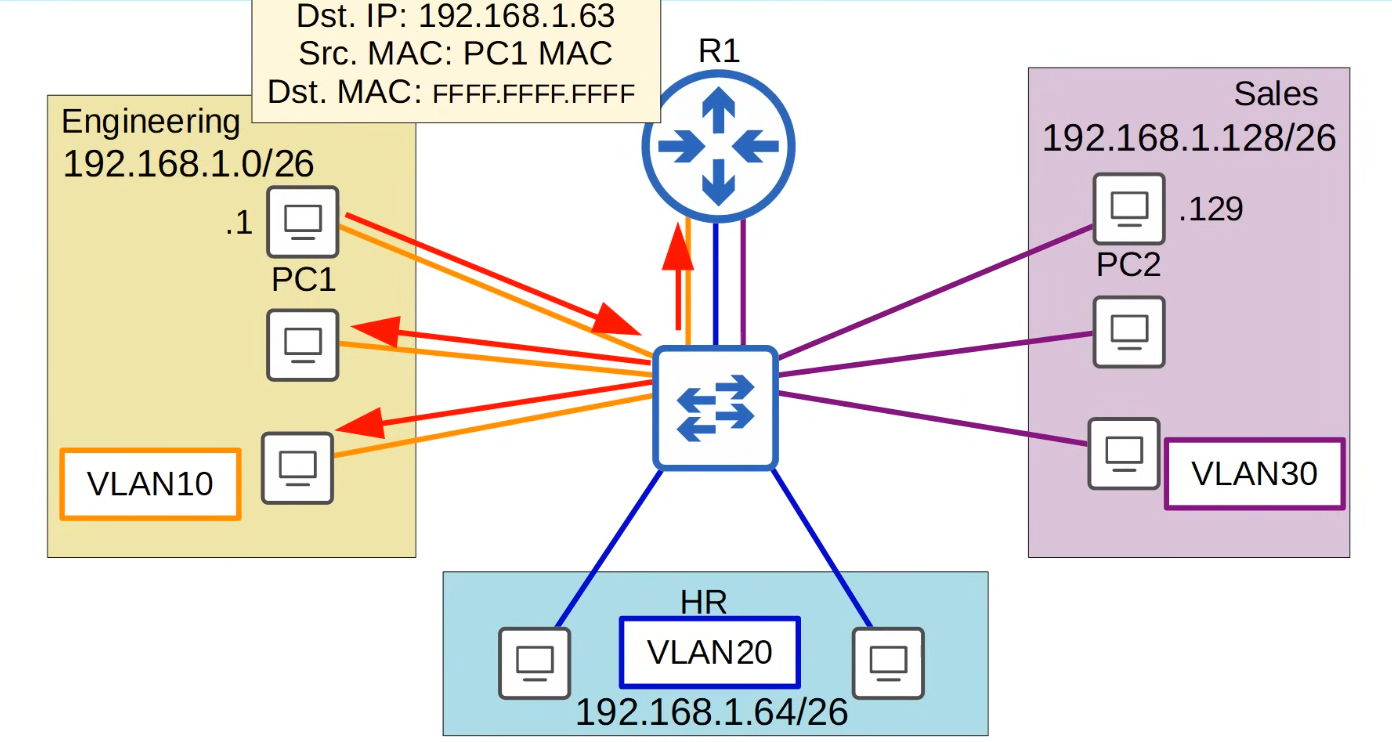 Dst. IP: 192.168.1.63
Src. MAC: PC1 MAC
Dst. MAC: FFFF.FFFF.FFFF
R1
Engineering
192.168.1.0/26
.1
PC1
VLAN10
Sales
192.168.1.128/26
.129
PC2
VLAN30
HR
VLAN20
192.168.1.64/26